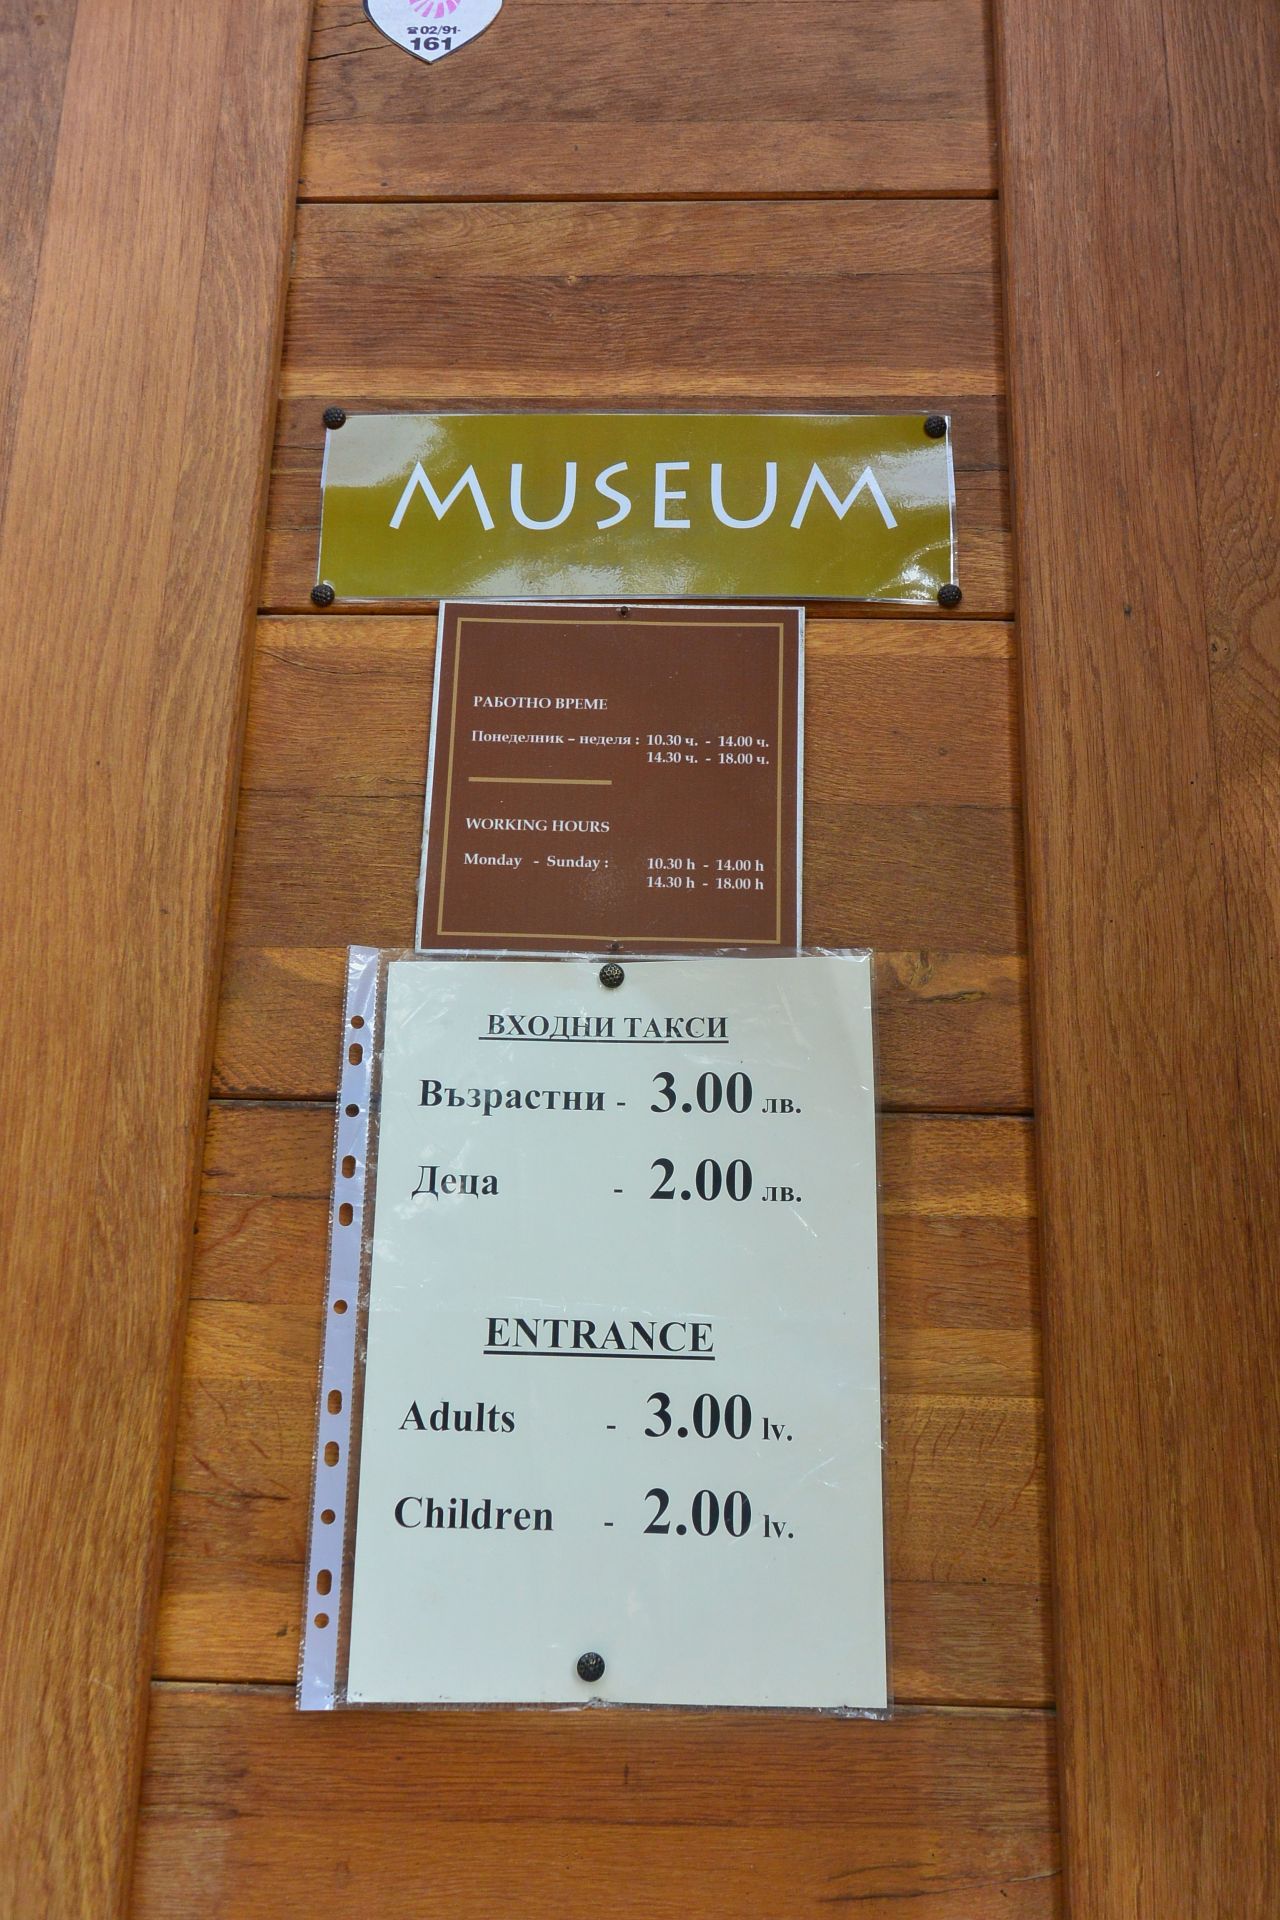 ☎02/91-
161
MUSEUM
РАБОТНО ВРЕМЕ
Понеделник – неделя : 10.30 ч. - 14.00 ч.
14.30 ч. - 18.00 ч.
WORKING HOURS
Monday - Sunday : 10.30 h - 14.00 h
14.30 h - 18.00 h
ВХОДНИ ТАКСИ
Възрастни - 3.00 лв.
Деца - 2.00 лв.
ENTRANCE
Adults - 3.00 lv.
Children - 2.00 lv.